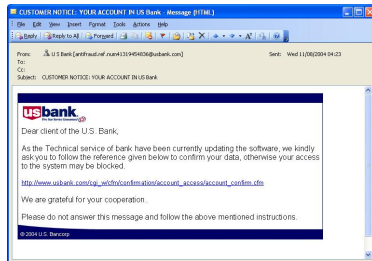 CUSTOMER NOTICE: YOUR ACCOUNT IN US Bank - Message (HTML)
File Edit View Insert Format Tools Actions Help
Reply Reply to All Forward
From: U S Bank [antifraud.ref.num41319454836@usbank.com] Sent: Wed 11/08/2004 04:23
To:
Cc:
Subject: CUSTOMER NOTICE: YOUR ACCOUNT IN US Bank
usbank.
Five Star Service Guaranteed
Dear client of the U.S. Bank,
As the Technical service of bank have been currently updating the software, we kindly
ask you to follow the reference given below to confirm your data, otherwise your access
to the system may be blocked.
http://www.usbank.com/cgi_w/cfm/confirmation/account_access/account_confirm.cfm
We are grateful for your cooperation.
Please do not answer this message and follow the above mentioned instructions.
© 2004 U.S. Bancorp